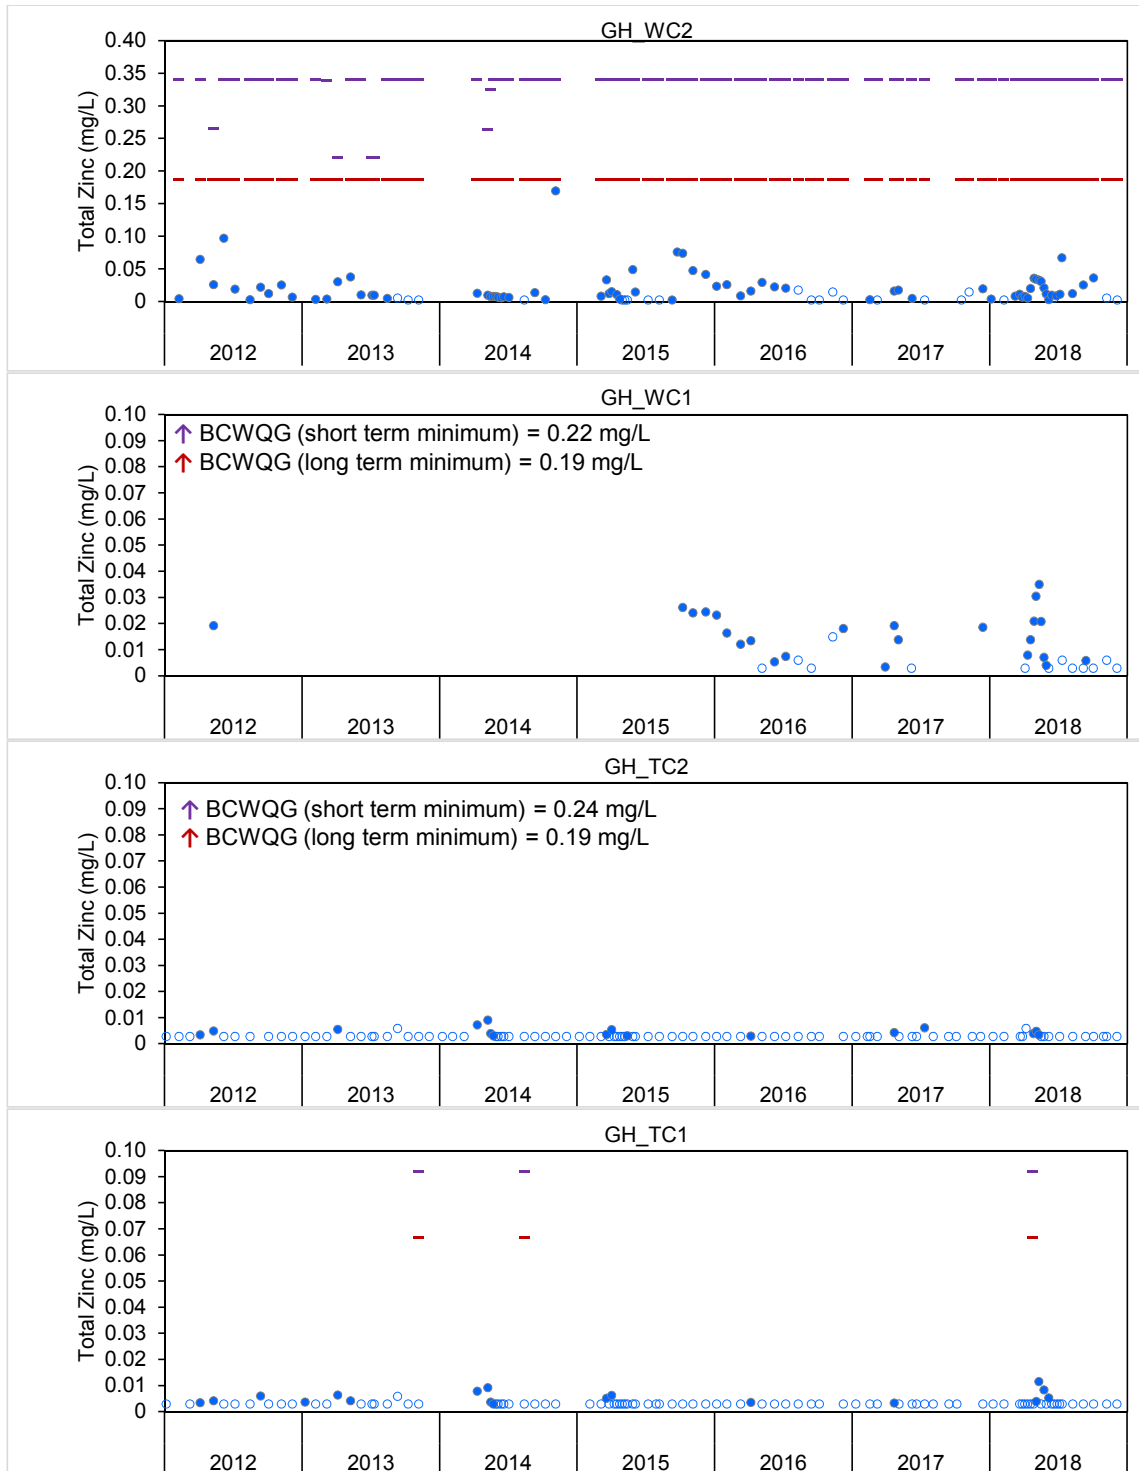 GH_WC2
Total Zinc (mg/L)
0.40
0.35
0.30
0.25
0.20
0.15
0.10
0.05
0
2012 2013 2014 2015 2016 2017 2018
GH_WC1
Total Zinc (mg/L)
0.10
0.09
0.08
0.07
0.06
0.05
0.04
0.03
0.02
0.01
0
↑ BCWQG (short term minimum) = 0.22 mg/L
↑ BCWQG (long term minimum) = 0.19 mg/L
2012 2013 2014 2015 2016 2017 2018
GH_TC2
Total Zinc (mg/L)
0.10
0.09
0.08
0.07
0.06
0.05
0.04
0.03
0.02
0.01
0
↑ BCWQG (short term minimum) = 0.24 mg/L
↑ BCWQG (long term minimum) = 0.19 mg/L
2012 2013 2014 2015 2016 2017 2018
GH_TC1
Total Zinc (mg/L)
0.10
0.09
0.08
0.07
0.06
0.05
0.04
0.03
0.02
0.01
0
2012 2013 2014 2015 2016 2017 2018